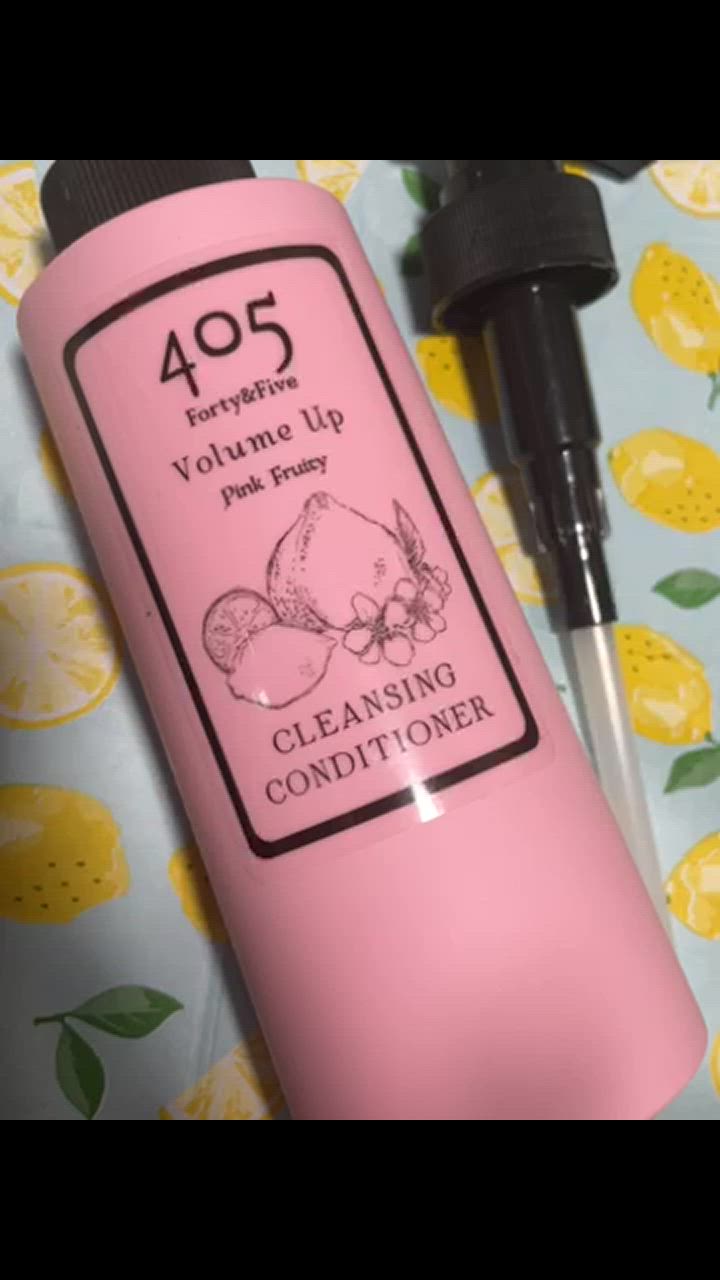 405
Forty&Five
Volume Up
Pink Fruity
CLEANSING
CONDITIONER